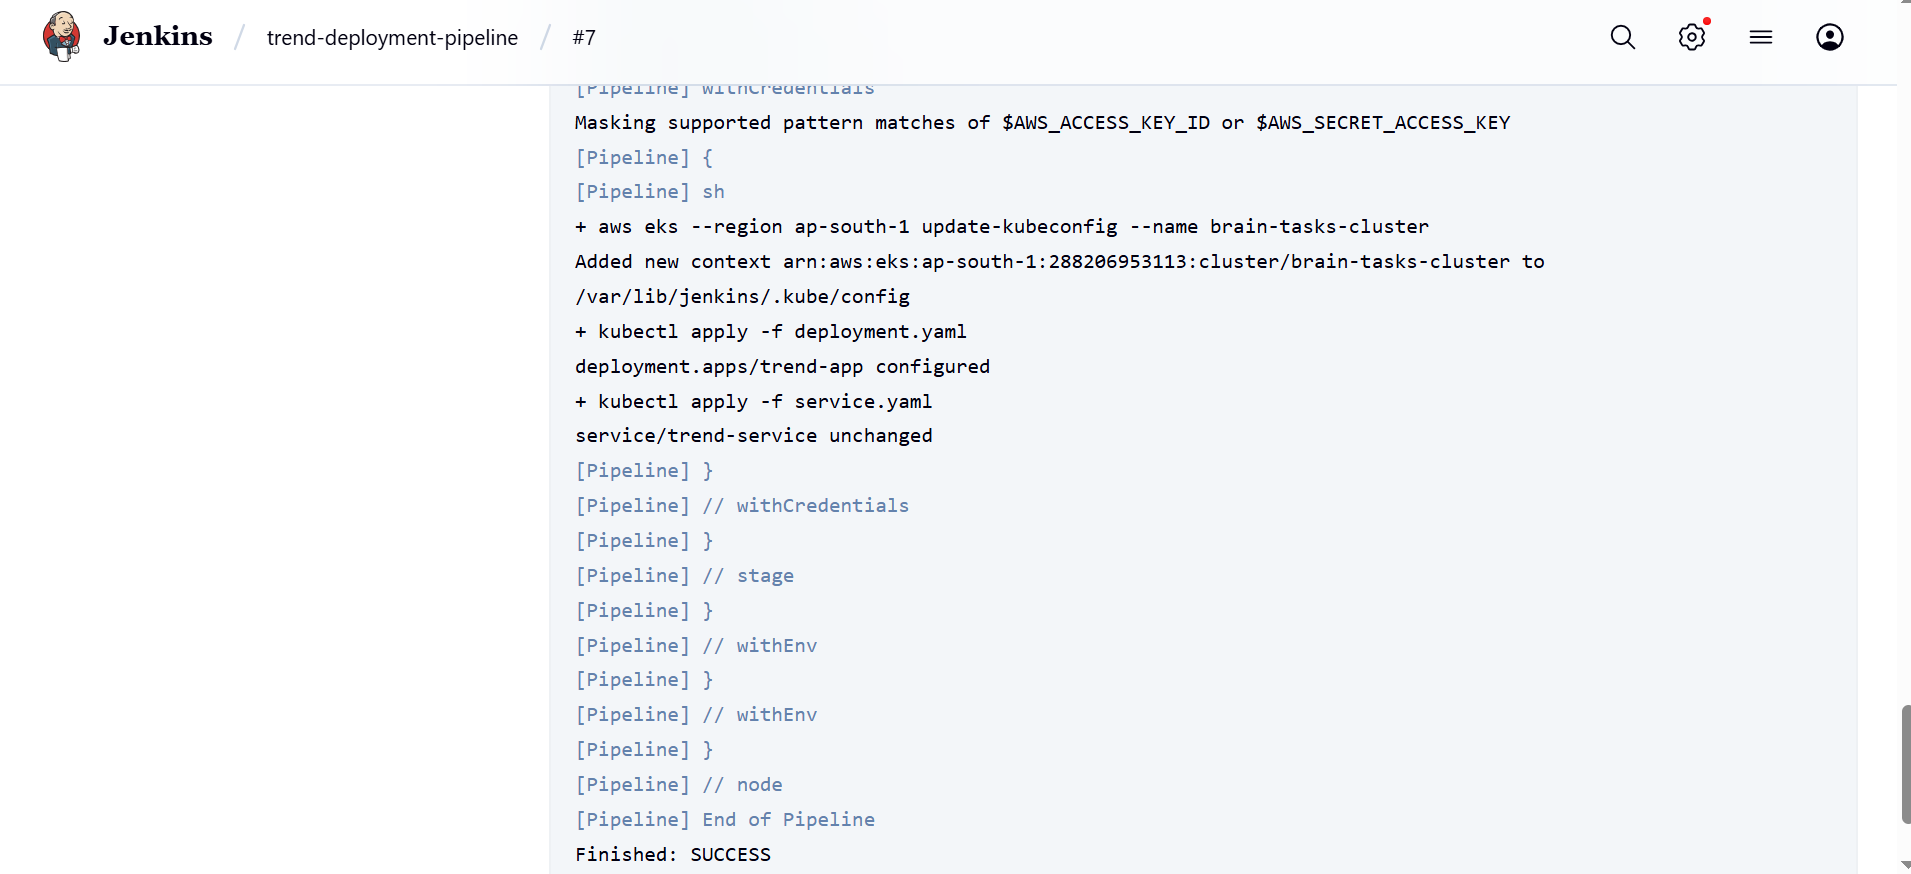 Jenkins / trend-deployment-pipeline / #7
[Pipeline] withCredentials
Masking supported pattern matches of $AWS_ACCESS_KEY_ID or $AWS_SECRET_ACCESS_KEY
[Pipeline] {
[Pipeline] sh
+ aws eks --region ap-south-1 update-kubeconfig --name brain-tasks-cluster
Added new context arn:aws:eks:ap-south-1:288206953113:cluster/brain-tasks-cluster to
/var/lib/jenkins/.kube/config
+ kubectl apply -f deployment.yaml
deployment.apps/trend-app configured
+ kubectl apply -f service.yaml
service/trend-service unchanged
[Pipeline] }
[Pipeline] // withCredentials
[Pipeline] }
[Pipeline] // stage
[Pipeline] }
[Pipeline] // withEnv
[Pipeline] }
[Pipeline] // withEnv
[Pipeline] }
[Pipeline] // node
[Pipeline] End of Pipeline
Finished: SUCCESS